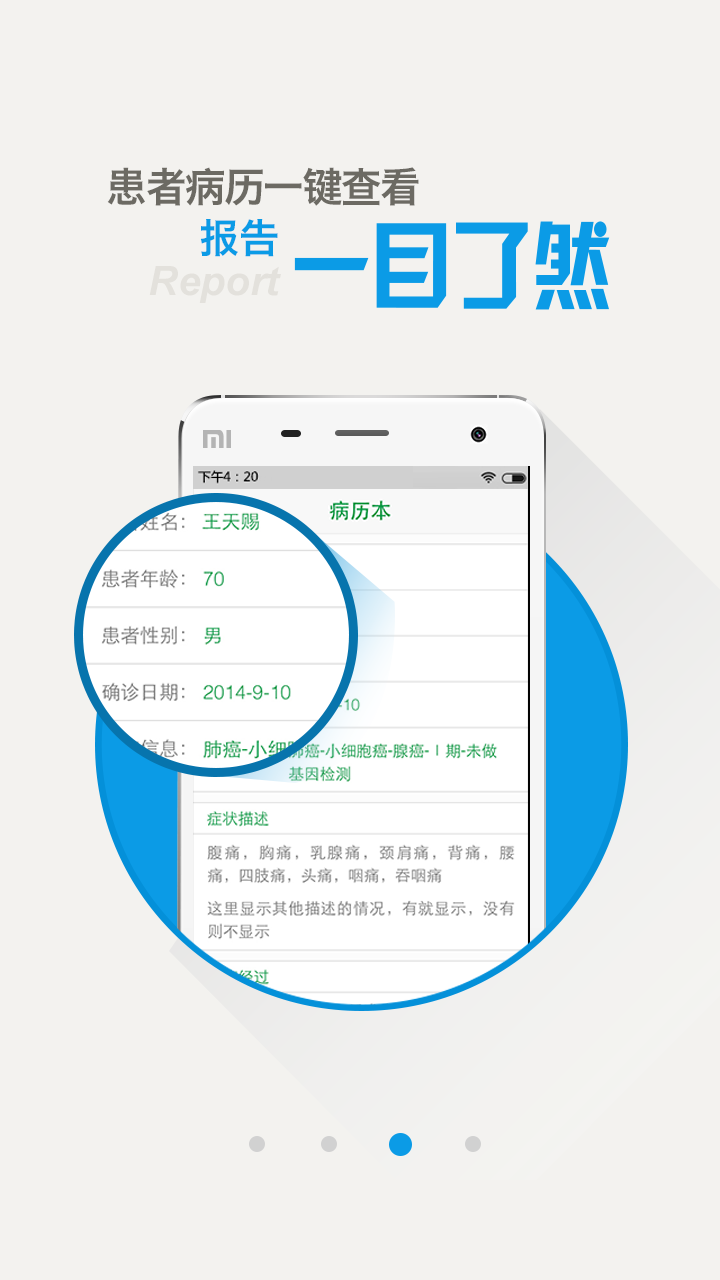 患者病历一键查看
报告
Report
一目了然
mi
下午4：20
病历本
姓名： 王天赐
患者年龄： 70
患者性别： 男
确诊日期： 2014-9-10
-10
信息： 肺癌-小细
肺癌-小细胞癌-腺癌-Ⅰ期-未做
基因检测
症状描述
腹痛，胸痛，乳腺痛，颈肩痛，背痛，腰
痛，四肢痛，头痛，咽痛，吞咽痛
这里显示其他描述的情况，有就显示，没有
则不显示
经过